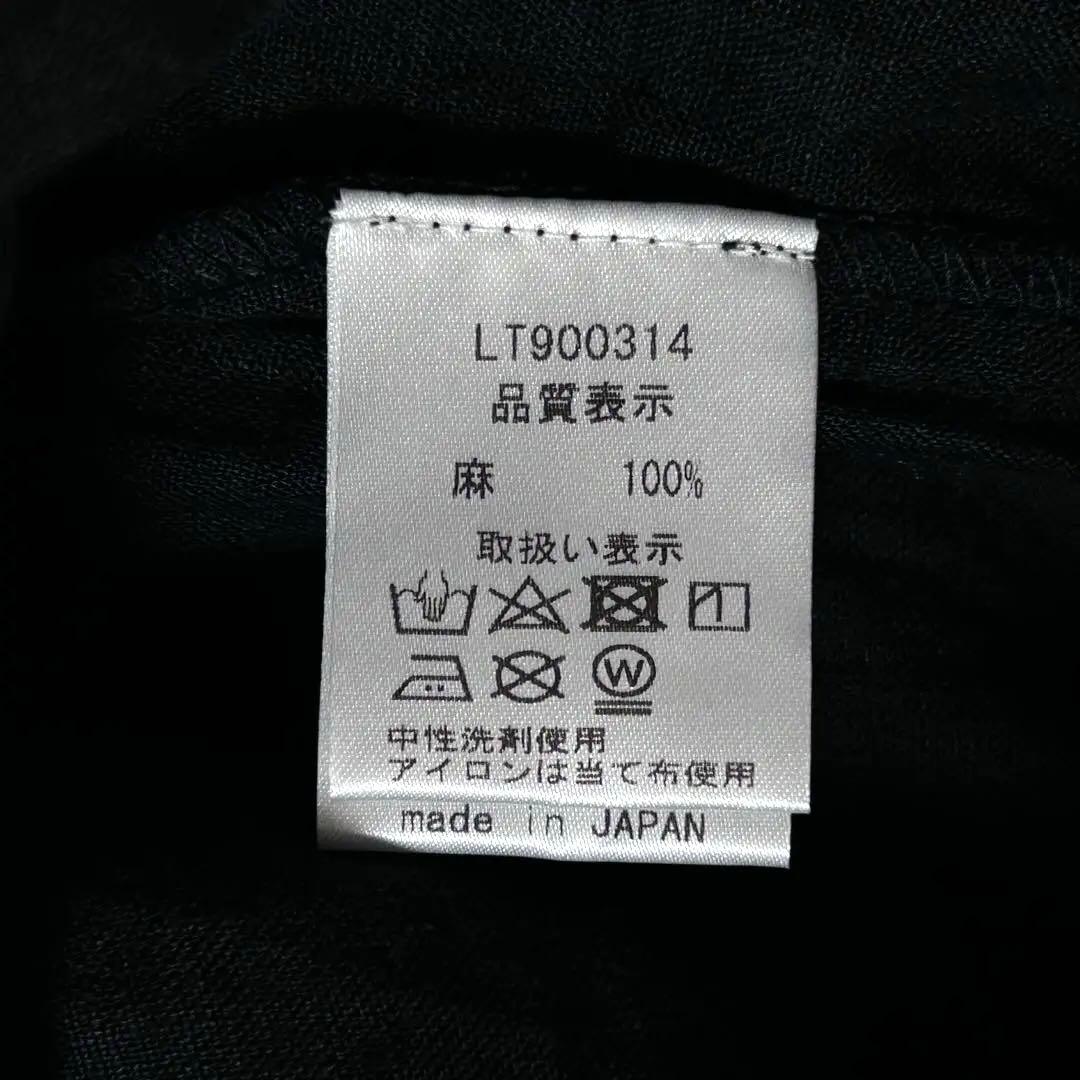 LT900314
品質表示
麻 100%
取扱い表示
W
中性洗剤使用
アイロンは当て布使用
made in JAPAN